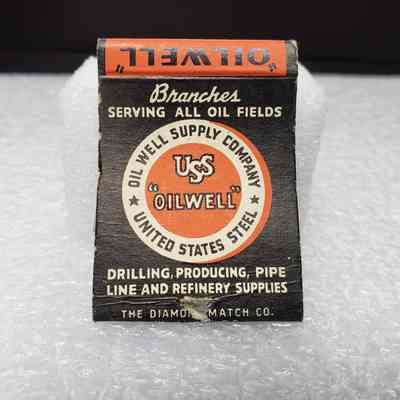 "OILWELL"
Branches
SERVING ALL OIL FIELDS
OIL WELL SUPPLY COMPANY
USS
"OILWELL"
★ UNITED STATES STEEL ★
DRILLING, PRODUCING, PIPE
LINE AND REFINERY SUPPLIES
THE DIAMOND MATCH CO.